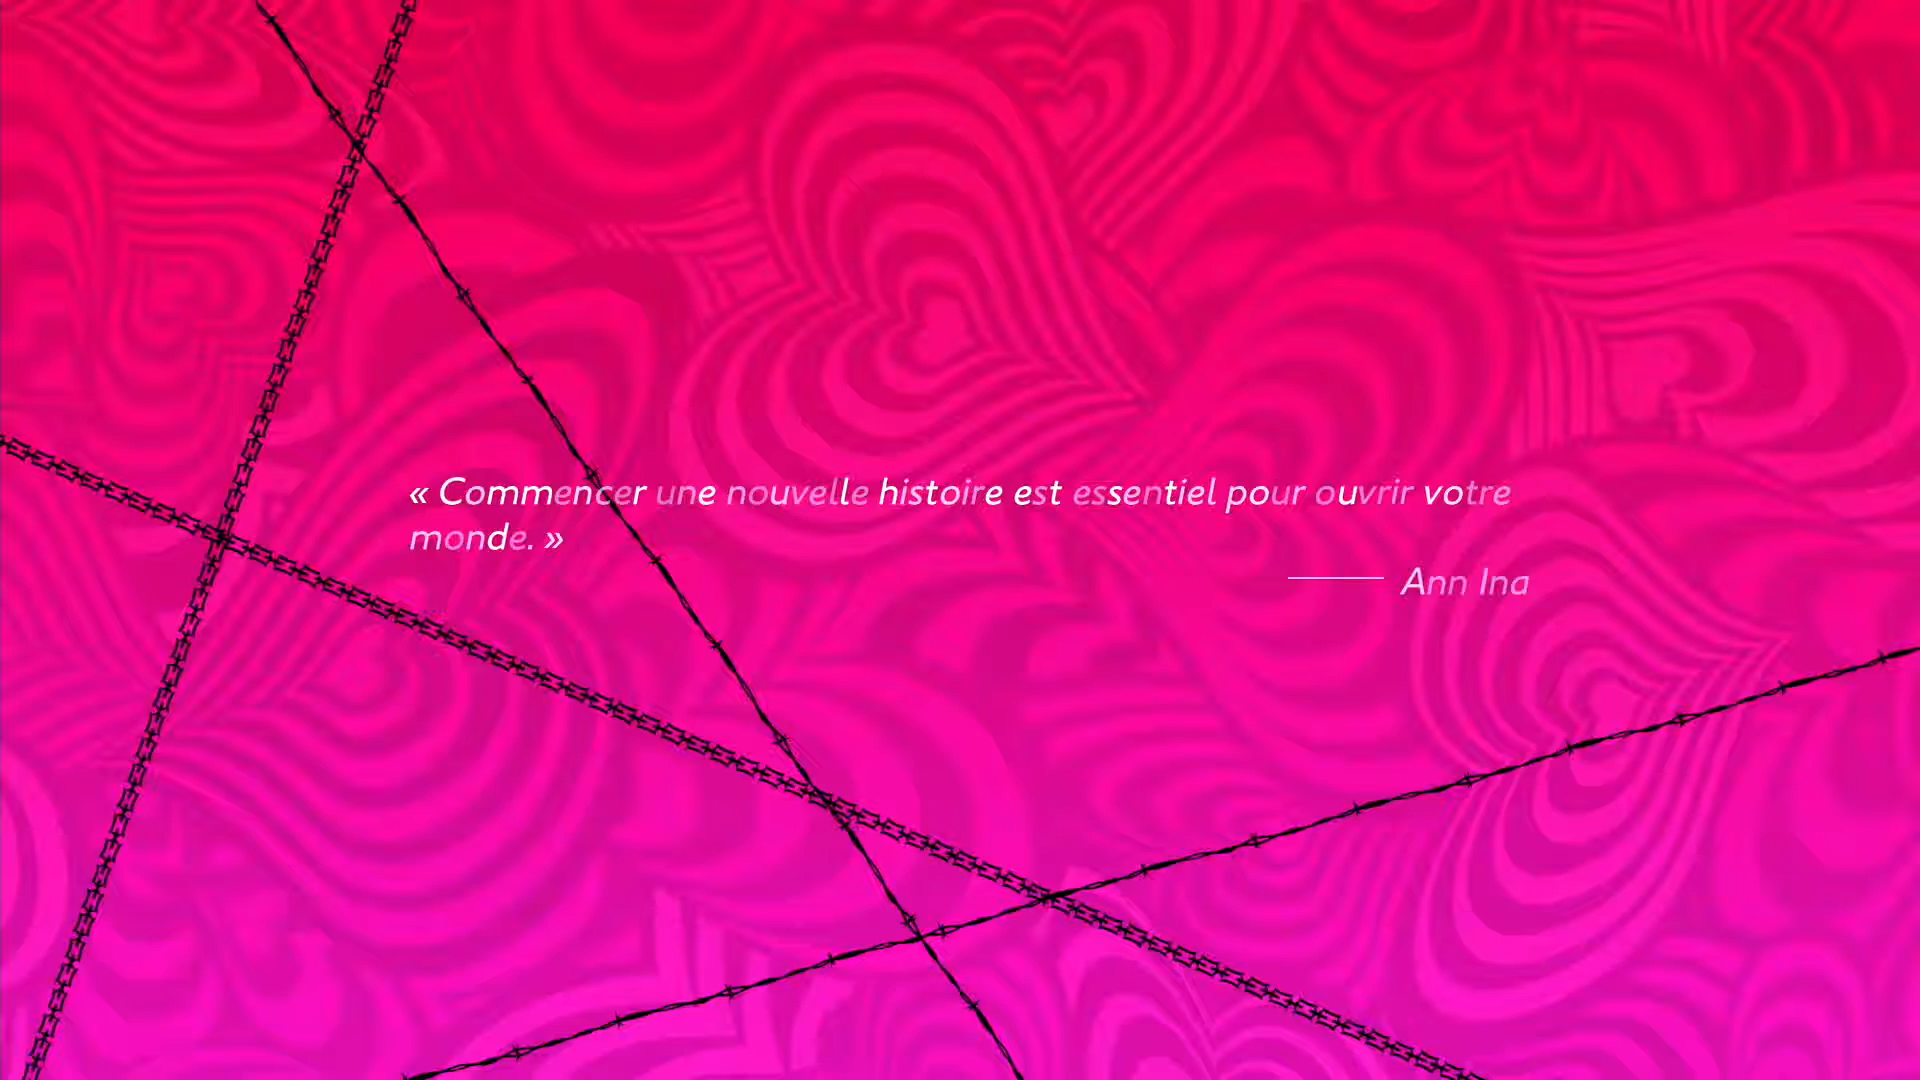 « Commencer une nouvelle histoire est essentiel pour ouvrir votre
monde. »
Ann Ina